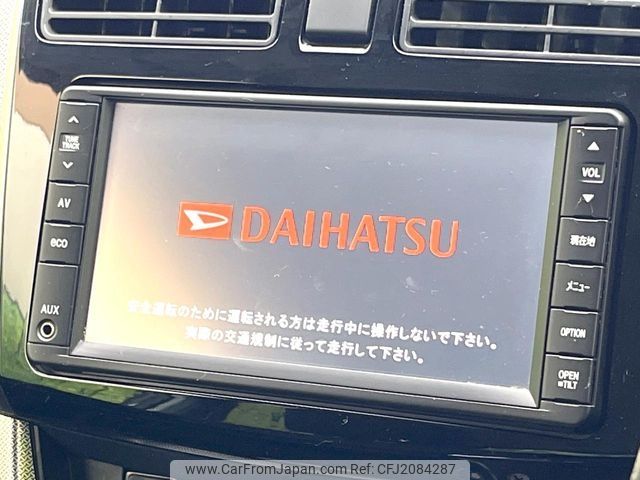 TUNE
TRACK
AV
eco
AUX
DAIHATSU
安全運転のために運転される方は走行中に操作しないで下さい。
実際の交通規制に従って走行して下さい。
VOL
現在地
メニュー
OPTION
OPEN
TILT
www.CarFromJapan.com | CFJ2084287